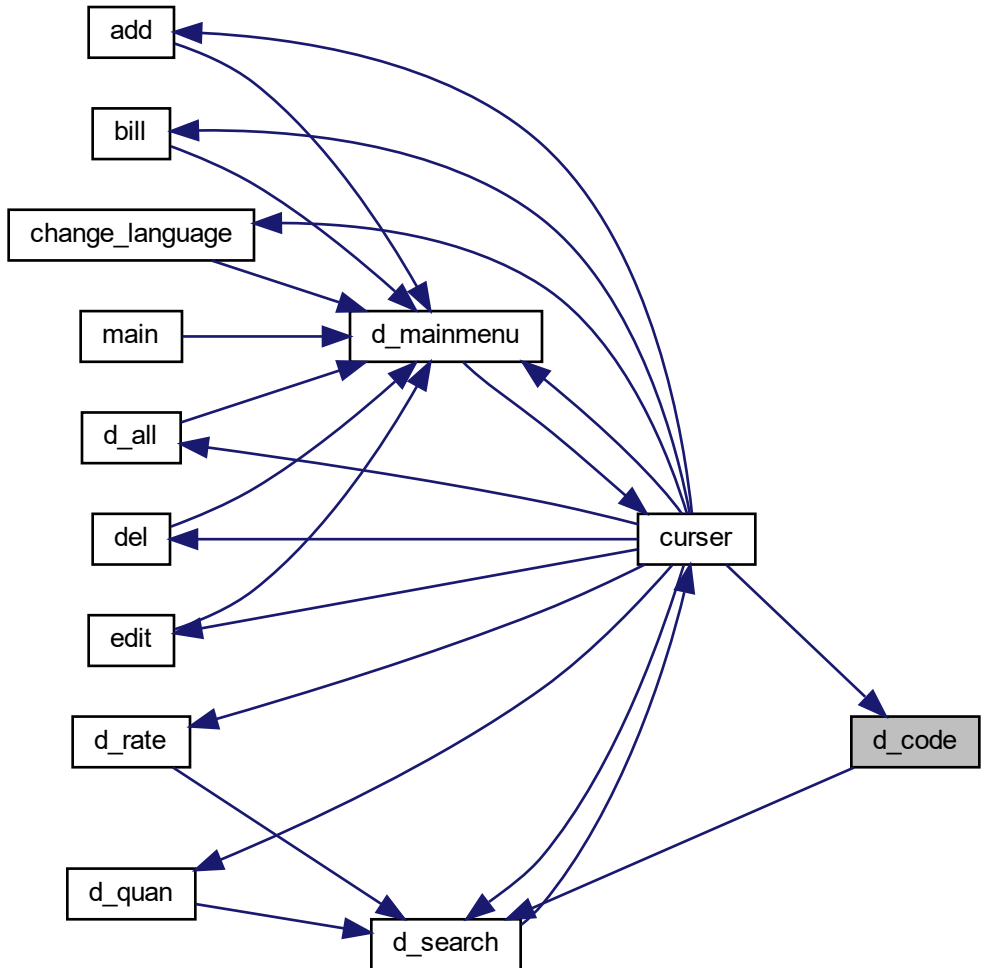 add
bill
change_language
main
d_mainmenu
d_all
del
curser
edit
d_rate
d_code
d_quan
d_search